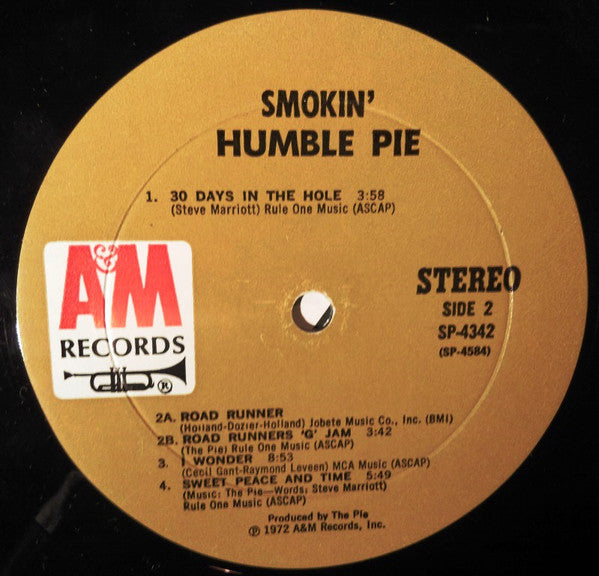 SMOKIN'
HUMBLE PIE
1. 30 DAYS IN THE HOLE 3:58
(Steve Marriott) Rule One Music (ASCAP)
A&M
RECORDS
®
STEREO
SIDE 2
SP-4342
(SP-4584)
2A. ROAD RUNNER
(Holland-Dozier-Holland) Jobete Music Co., Inc. (BMI)
2B. ROAD RUNNERS 'G' JAM 3:42
(The Pie) Rule One Music (ASCAP)
3. I WONDER 8:53
(Cecil Gant-Raymond Leveen) MCA Music (ASCAP)
4. SWEET PEACE AND TIME 5:49
(Music: The Pie—Words: Steve Marriott)
Rule One Music (ASCAP)
Produced by The Pie
℗ 1972 A&M Records, Inc.